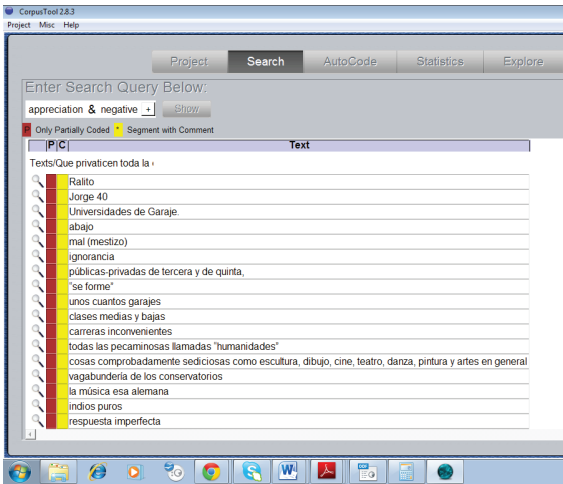 CorpusTool 2.8.3
Project Misc Help
Project Search AutoCode Statistics Explore
Enter Search Query Below:
appreciation & negative + Show
P Only Partially Coded * Segment with Comment
P C Text
Texts/Que privaticen toda la
Ralito
Jorge 40
Universidades de Garaje.
abajo
mal (mestizo)
ignorancia
públicas-privadas de tercera y de quinta,
"se forme"
unos cuantos garajes
clases medias y bajas
carreras inconvenientes
todas las pecaminosas llamadas "humanidades"
cosas comprobadamente sediciosas como escultura, dibujo, cine, teatro, danza, pintura y artes en general
vagabundería de los conservatorios
la música esa alemana
indios puros
respuesta imperfecta